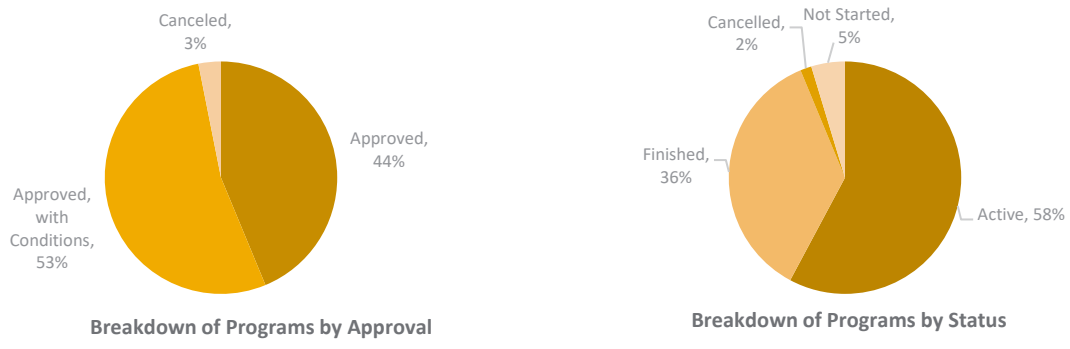 Canceled,
3%
Approved,
44%
Approved,
with
Conditions,
53%
Breakdown of Programs by Approval
Cancelled,
2%
Not Started,
5%
Finished,
36%
Active, 58%
Breakdown of Programs by Status